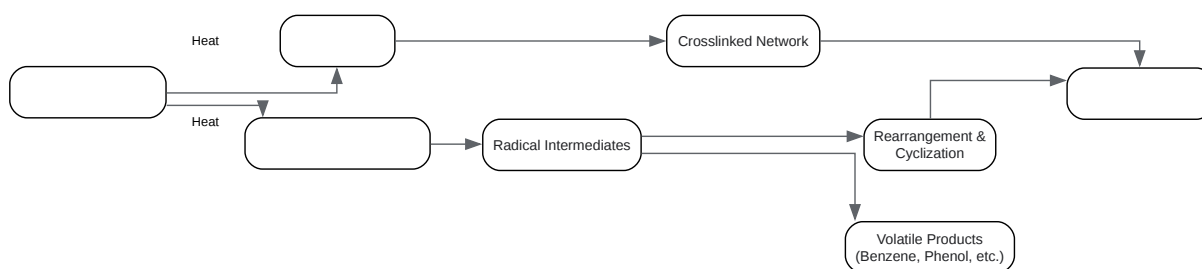 Heat
Crosslinked Network
Heat
Radical Intermediates
Rearrangement &
Cyclization
Volatile Products
(Benzene, Phenol, etc.)